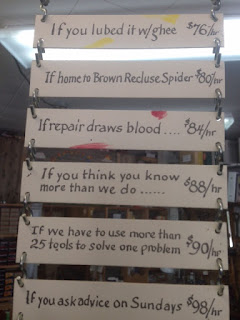 If you lubed it w/ghee $76/hr
If home to Brown Recluse Spider $80/hr
If repair draws blood .... $84/hr
If you think you know
more than we do ...... $88/hr
If we have to use more than
25 tools to solve one problem $90/hr
If you ask advice on Sundays $98/hr